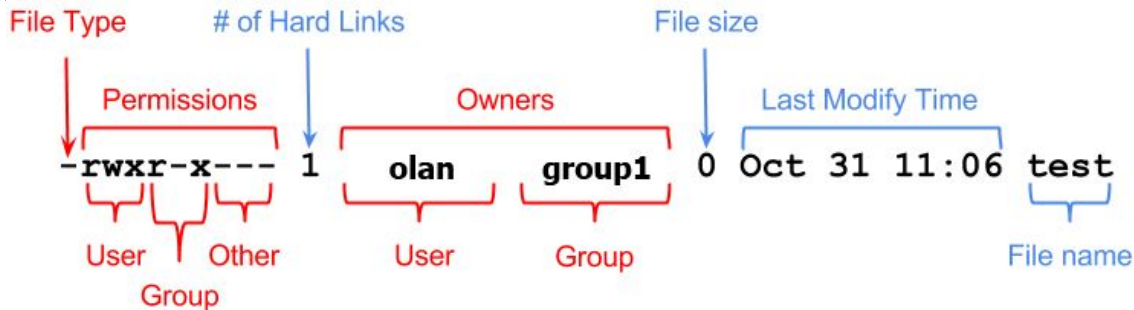 File Type # of Hard Links File size
Permissions Owners Last Modify Time
-rwxr-x--- 1 olan group1 0 Oct 31 11:06 test
User Other User Group File name
Group